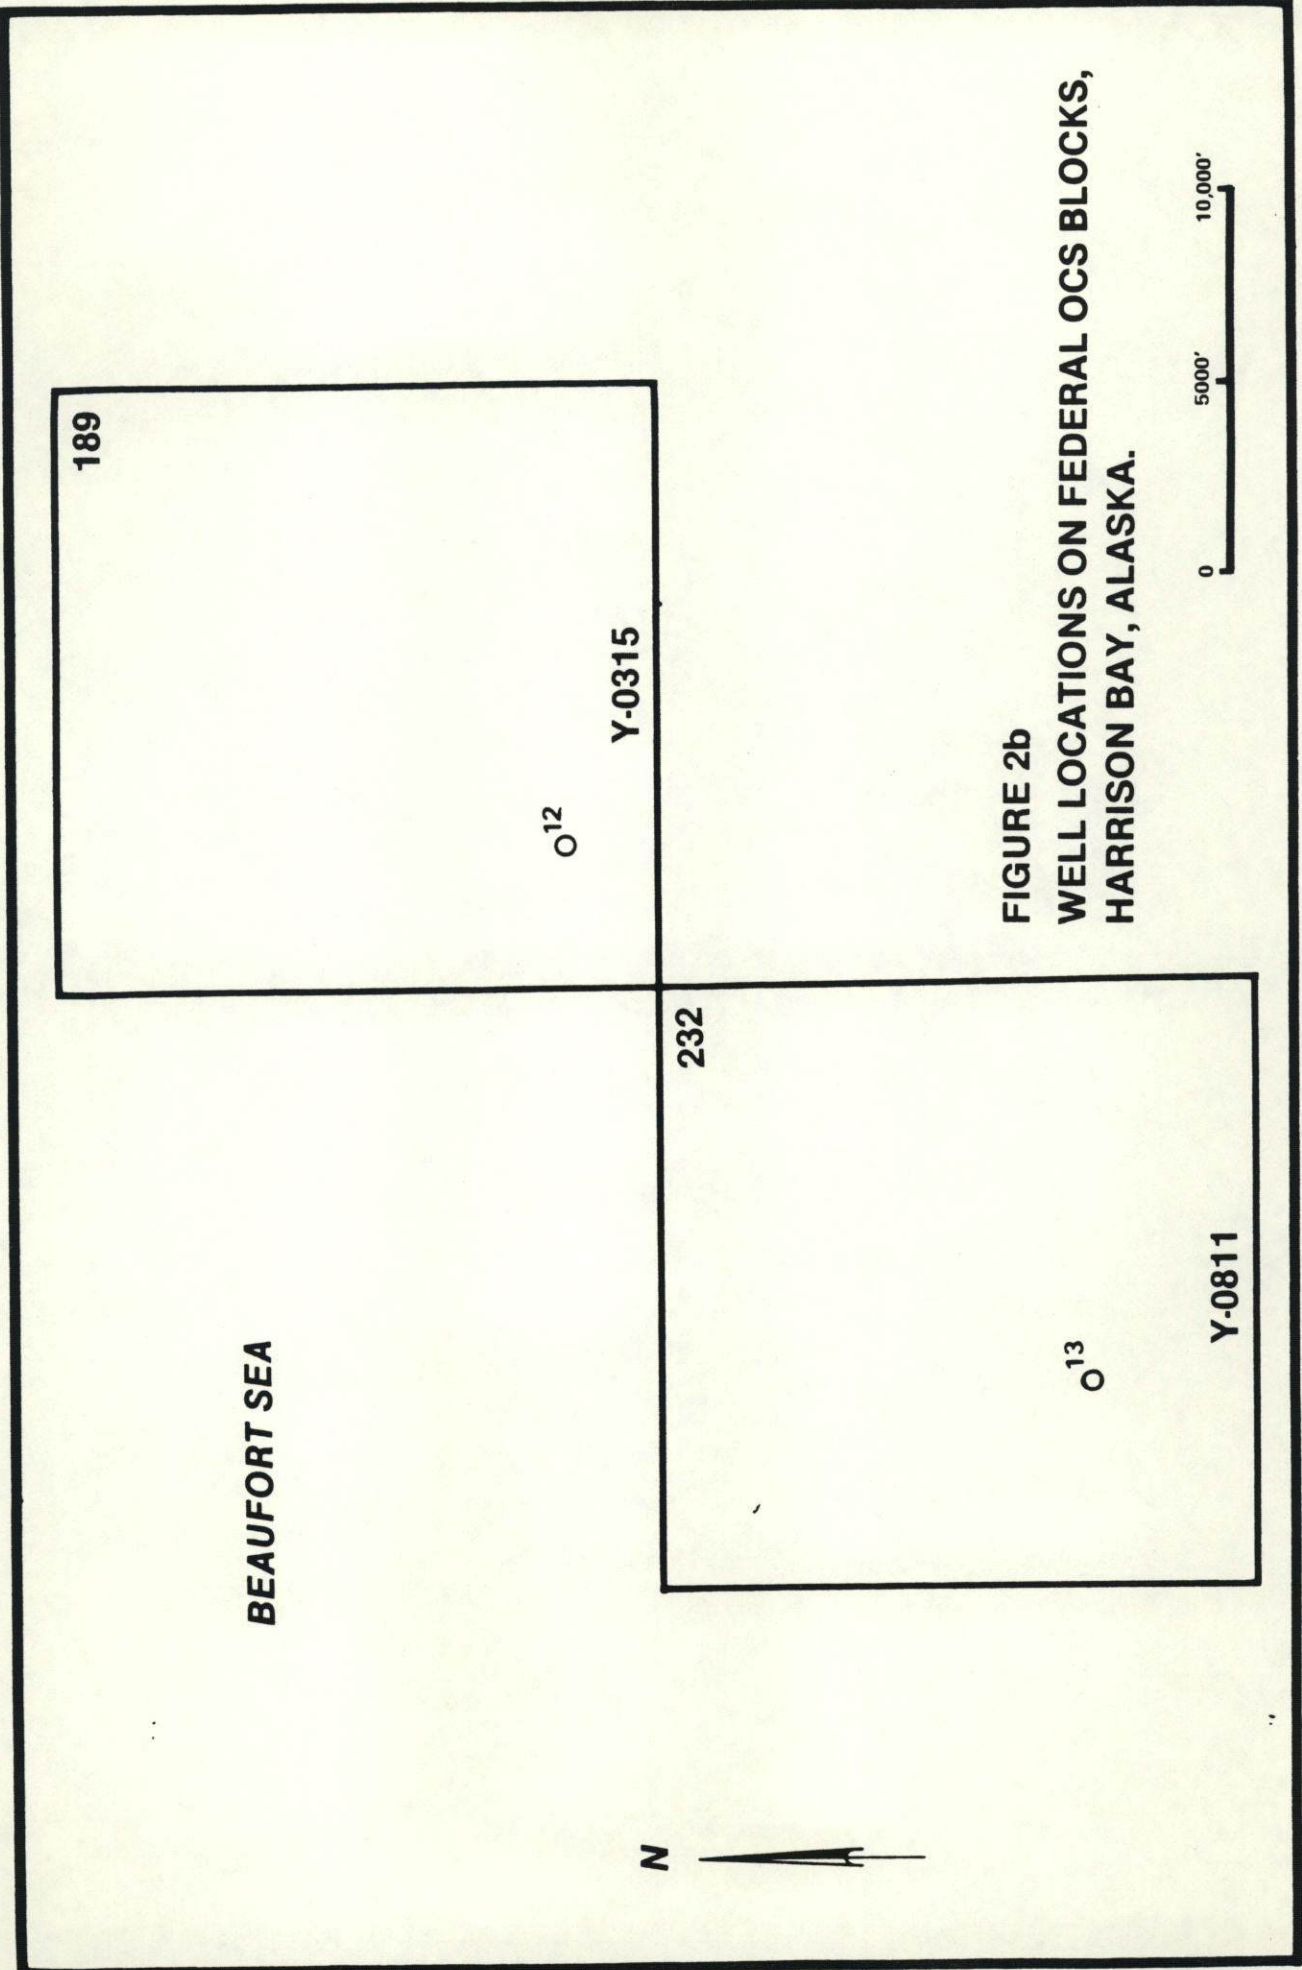 189
BEAUFORT SEA
O12
Y-0315
N
232
FIGURE 2b
WELL LOCATIONS ON FEDERAL OCS BLOCKS,
HARRISON BAY, ALASKA.
O13
0 5000' 10,000'
Y-0811